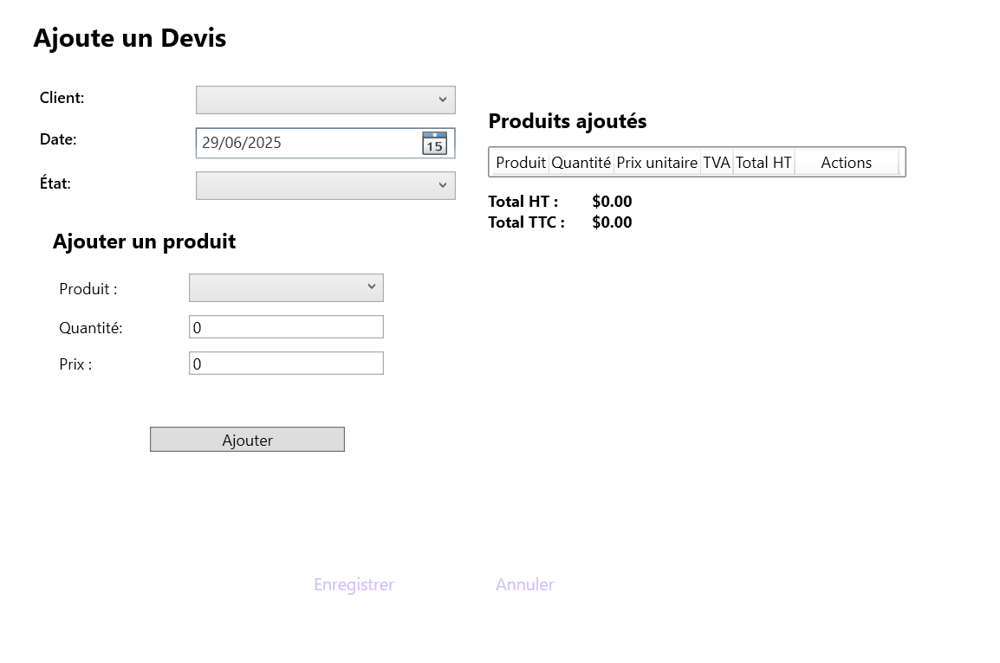 Ajoute un Devis
Client:
Date: 29/06/2025 15
État:
Ajouter un produit
Produit :
Quantité: 0
Prix : 0
Ajouter
Produits ajoutés
Produit Quantité Prix unitaire TVA Total HT Actions
Total HT : $0.00
Total TTC : $0.00
Enregistrer Annuler